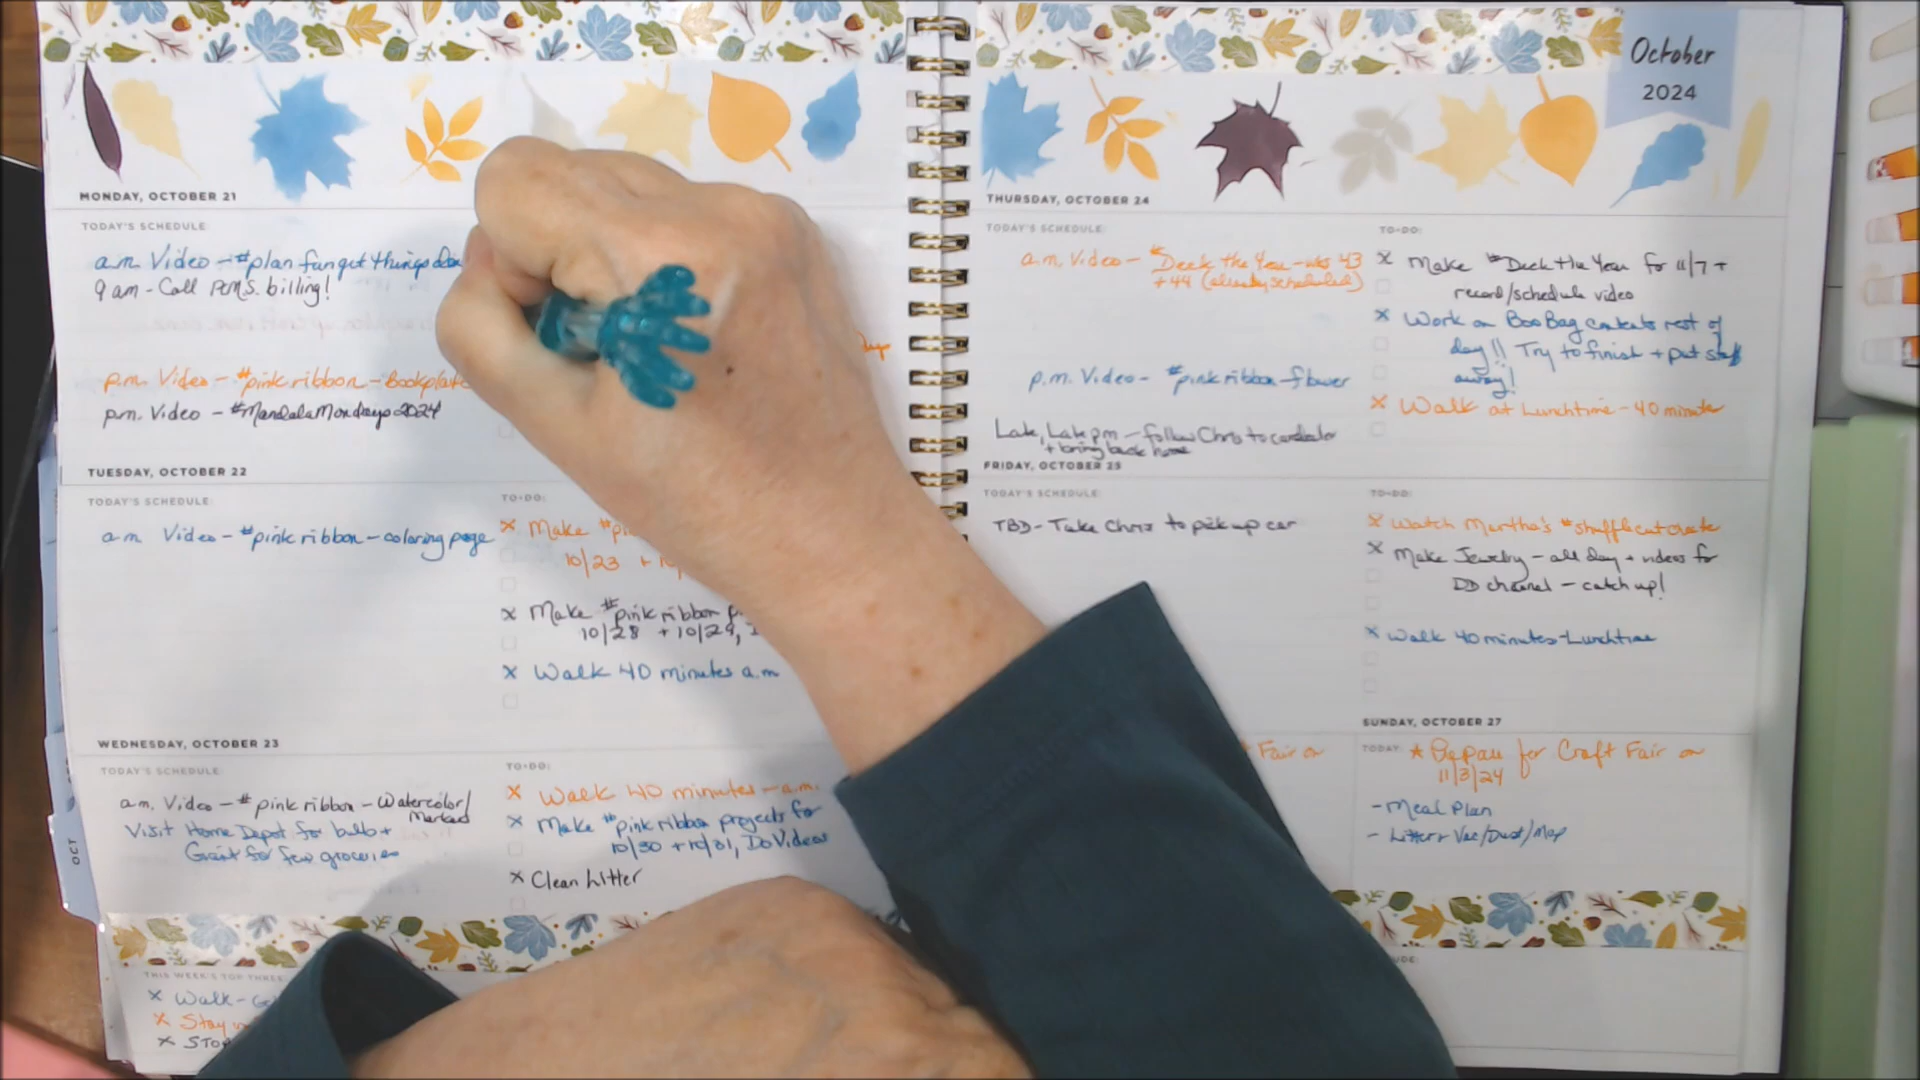 October
2024
MONDAY, OCTOBER 21
TODAY'S SCHEDULE:
a.m. Video - #plan fun get things done
9 am - Call P.M.S. billing!
p.m. Video - #pink ribbon - Bookplate
p.m. Video - #MandalaMondays2024
TUESDAY, OCTOBER 22
TODAY'S SCHEDULE:
a.m Video - #pink ribbon - coloring page
TO-DO:
x Make #pin
10/23 +
x Make #pink ribbon p
10/28 + 10/29,
x Walk 40 minutes a.m
WEDNESDAY, OCTOBER 23
TODAY'S SCHEDULE:
a.m. Video - #pink ribbon - Watercolor/
Marked
Visit Home Depot for bulbs +
Giant for few groceries
TO-DO:
x Walk 40 minutes - a.m.
x Make #pink ribbon projects for
10/30 + 10/31, Do Videos
x Clean Litter
THIS WEEK'S TOP THREE
x Walk -
x Stay
x STO
THURSDAY, OCTOBER 24
TODAY'S SCHEDULE:
a.m. Video - #Deck the Year - wks 43
+ 44 (already scheduled)
p.m. Video - #pink ribbon - flower
Late, Late pm - follow Chris to cardealer
+ bring back home
TO-DO:
x Make #Deck the Year for 11/7 +
record/schedule video
x Work on Boo Bag contents rest of
day!! Try to finish + put stuff
away!
x Walk at Lunchtime - 40 minutes
FRIDAY, OCTOBER 25
TODAY'S SCHEDULE:
TBD - Take Chris to pick up car
TO-DO:
x Watch Martha's #shufflecutcreate
x Make Jewelry - all day + videos for
DD channel - catch up!
x Walk 40 minutes - Lunchtime
Fair on
SUNDAY, OCTOBER 27
TODAY: * Prepare for Craft Fair on
11/3/24
- Meal Plan
- Litter Vac/Dust/Mop
OCT